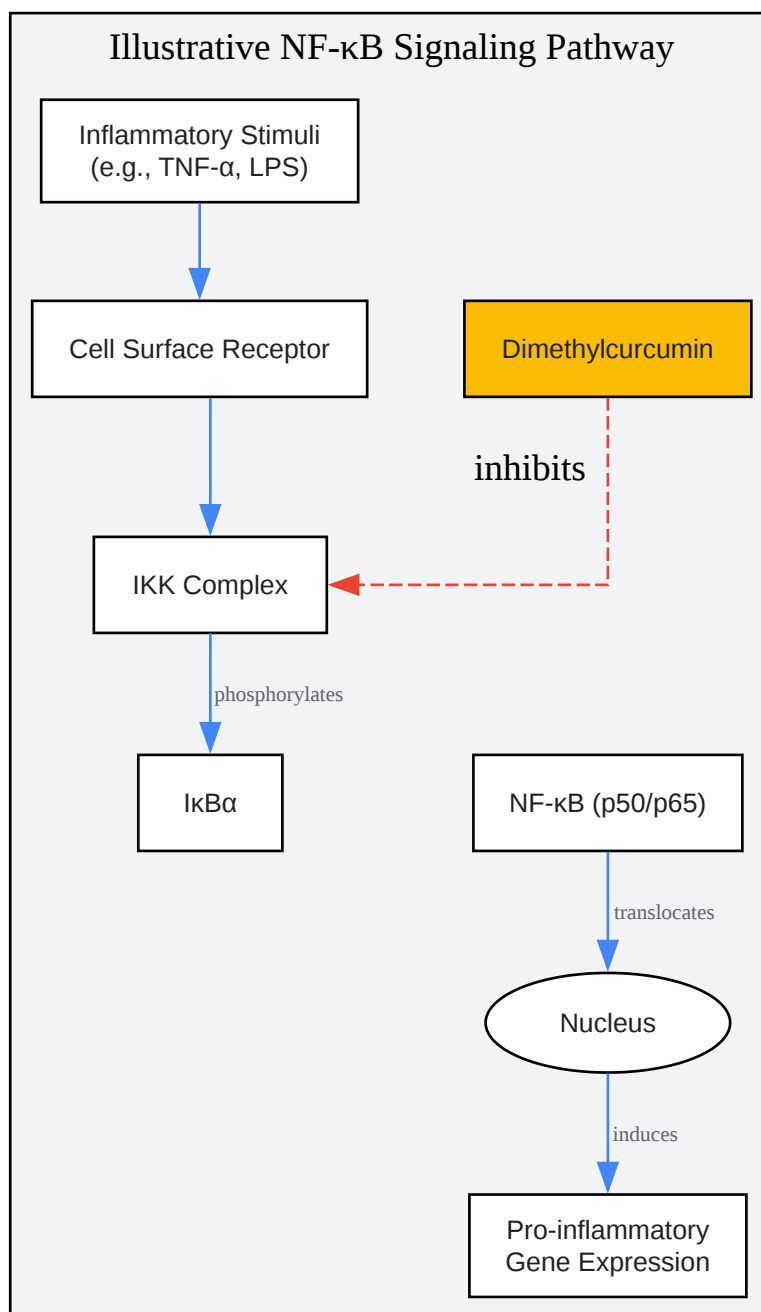 Illustrative NF-κB Signaling Pathway
Inflammatory Stimuli
(e.g., TNF-α, LPS)
Cell Surface Receptor
Dimethylcurcumin
inhibits
IKK Complex
phosphorylates
IκBα
NF-κB (p50/p65)
translocates
Nucleus
induces
Pro-inflammatory
Gene Expression